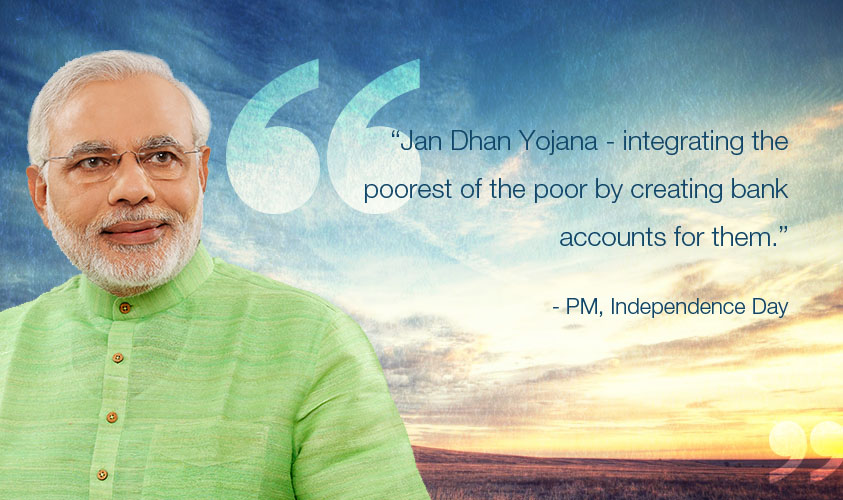 “Jan Dhan Yojana - integrating the
poorest of the poor by creating bank
accounts for them.”
- PM, Independence Day